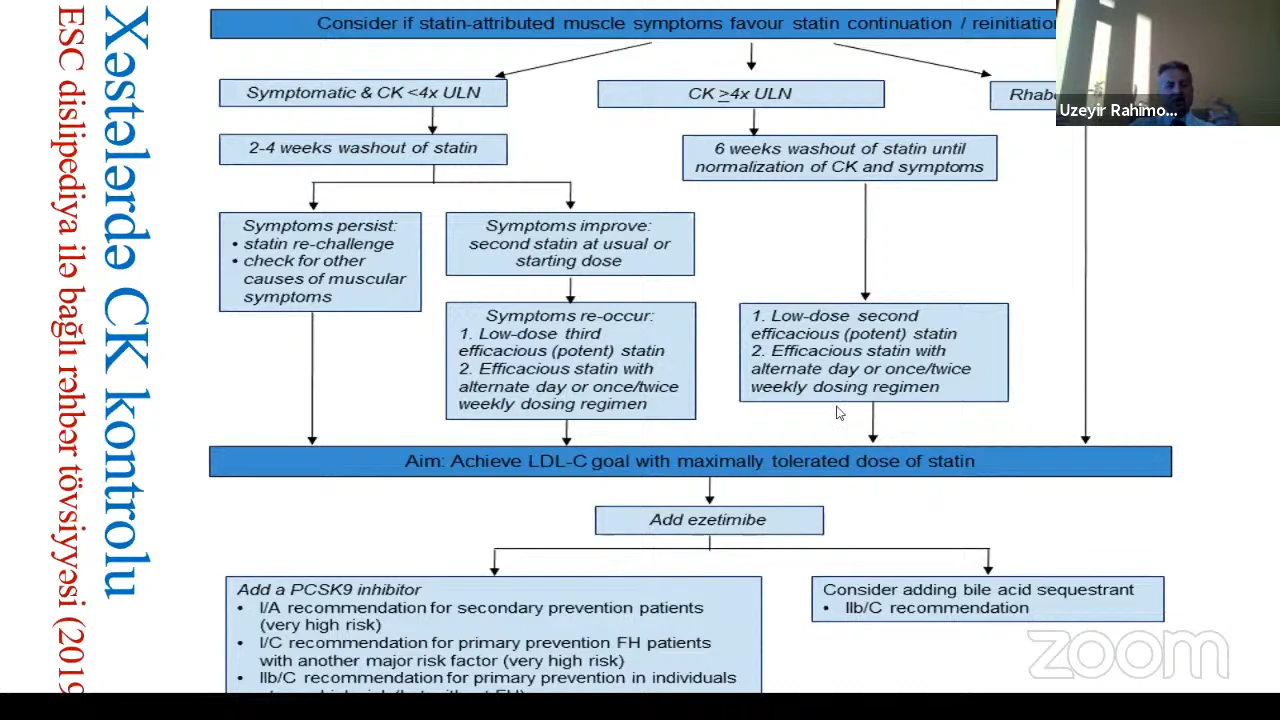 Xəstələrdə CK kontrolu
ESC dislipediya ilə bağlı rəhbər tövsiyyəsi (2019
Consider if statin-attributed muscle symptoms favour statin continuation /
Uzeyir Rahimo...
Symptomatic & CK <4x ULN
CK ≥4x ULN
2-4 weeks washout of statin
6 weeks washout of statin until
normalization of CK and symptoms
Symptoms persist:
• statin re-challenge
• check for other
causes of muscular
symptoms
Symptoms improve:
second statin at usual or
starting dose
Symptoms re-occur:
1. Low-dose third
efficacious (potent) statin
2. Efficacious statin with
alternate day or once/twice
weekly dosing regimen
1. Low-dose second
efficacious (potent) statin
2. Efficacious statin with
alternate day or once/twice
weekly dosing regimen
Aim: Achieve LDL-C goal with maximally tolerated dose of statin
Add ezetimibe
Add a PCSK9 inhibitor
• I/A recommendation for secondary prevention patients
(very high risk)
• I/C recommendation for primary prevention FH patients
with another major risk factor (very high risk)
• IIb/C recommendation for primary prevention in individuals
Consider adding bile acid sequestrant
• IIb/C recommendation
zoom